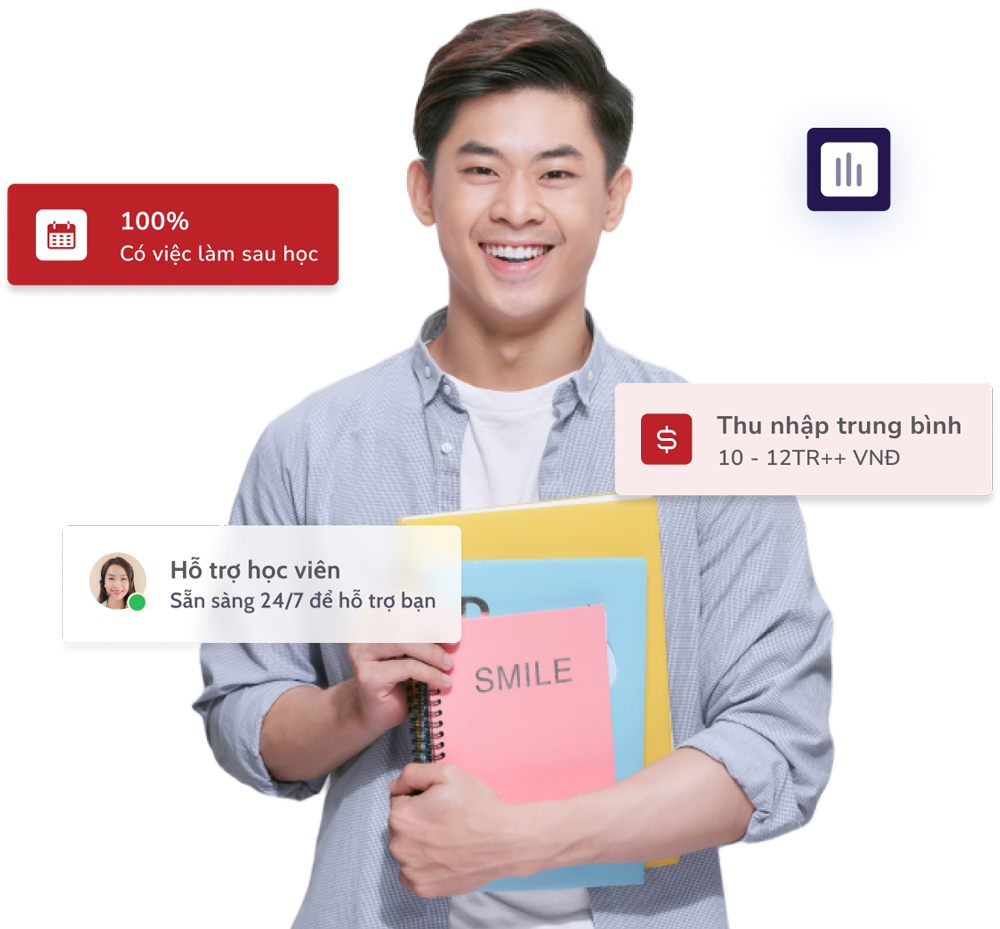 100%
Có việc làm sau học
Thu nhập trung bình
10 - 12TR++ VNĐ
Hỗ trợ học viên
Sẵn sàng 24/7 để hỗ trợ bạn
SMILE